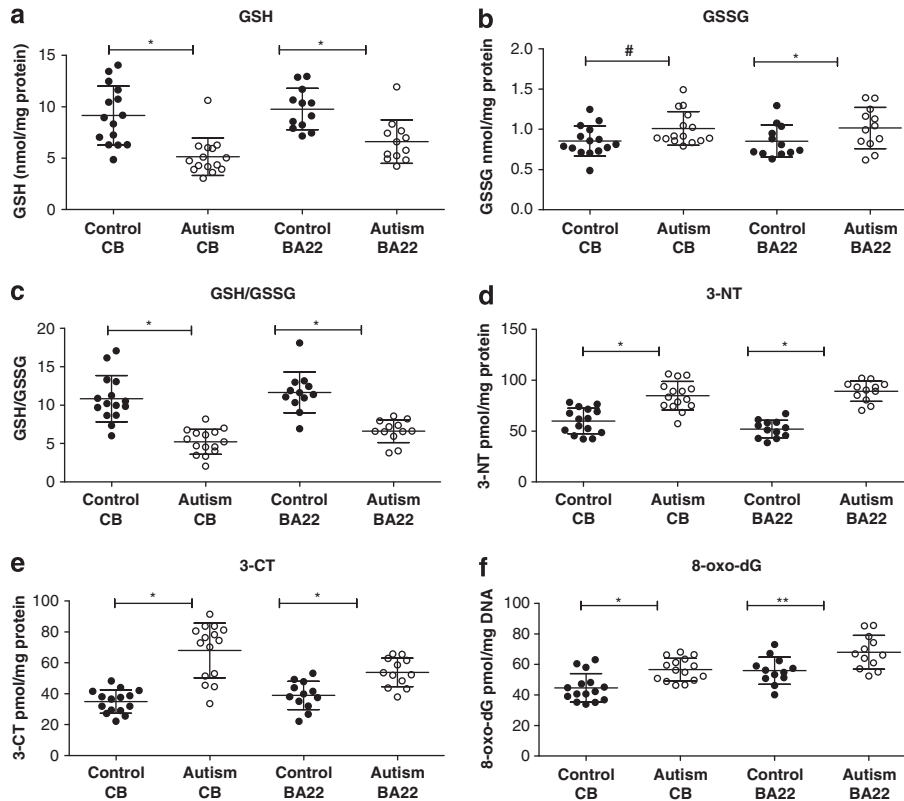 a
GSH
*
*
GSH (nmol/mg protein)
15
10
5
0
Control
CB
Autism
CB
Control
BA22
Autism
BA22
b
GSSG
#
*
GSSG nmol/mg protein
2.0
1.5
1.0
0.5
0.0
Control
CB
Autism
CB
Control
BA22
Autism
BA22
c
GSH/GSSG
*
*
GSH/GSSG
20
15
10
5
0
Control
CB
Autism
CB
Control
BA22
Autism
BA22
d
3-NT
*
*
3-NT pmol/mg protein
150
100
50
0
Control
CB
Autism
CB
Control
BA22
Autism
BA22
e
3-CT
*
*
3-CT pmol/mg protein
100
80
60
40
20
0
Control
CB
Autism
CB
Control
BA22
Autism
BA22
f
8-oxo-dG
*
**
8-oxo-dG pmol/mg DNA
100
80
60
40
20
0
Control
CB
Autism
CB
Control
BA22
Autism
BA22